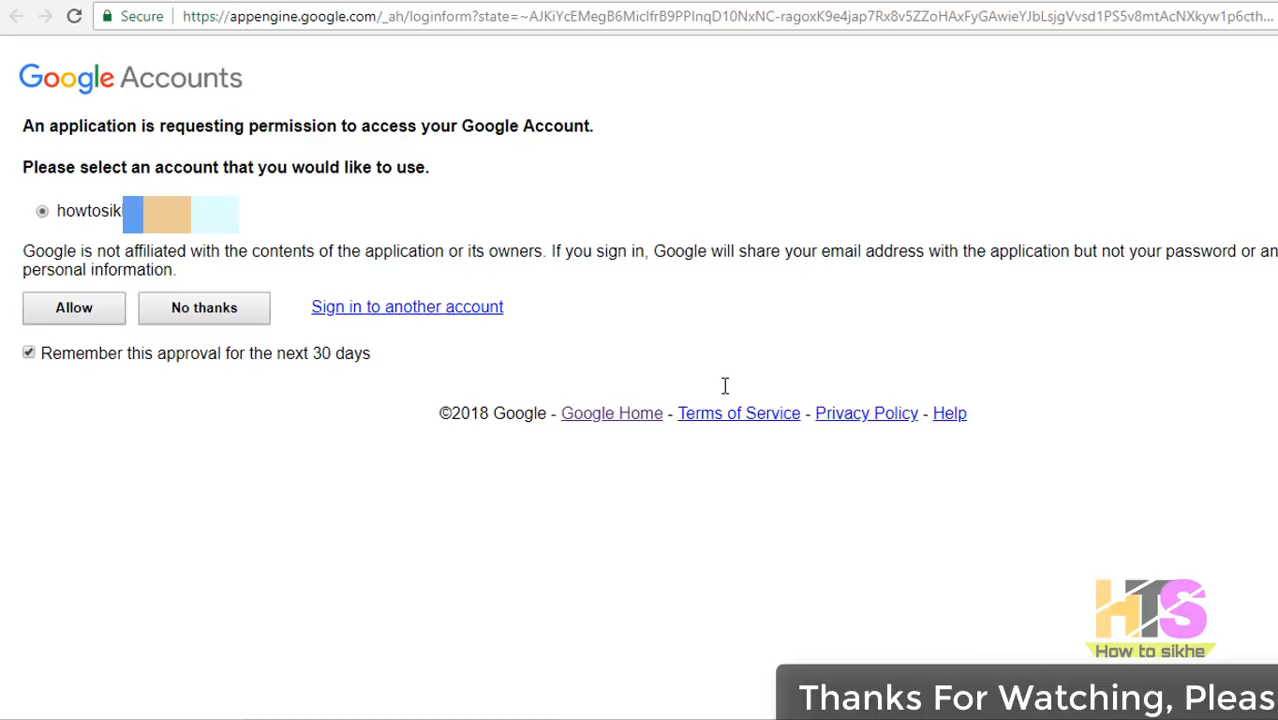 Secure https://appengine.google.com/_ah/loginform?state=~AJKiYcEMegB6MicIfrB9PPInqD10NxNC-ragoxK9e4jap7Rx8v5ZZoHAxFyGAwieYJbLsjgVvsd1PS5v8mtAcNXkyw1p6cth...
Google Accounts
An application is requesting permission to access your Google Account.
Please select an account that you would like to use.
howtosik
Google is not affiliated with the contents of the application or its owners. If you sign in, Google will share your email address with the application but not your password or an
personal information.
Allow No thanks Sign in to another account
Remember this approval for the next 30 days
©2018 Google - Google Home - Terms of Service - Privacy Policy - Help
HTS
How to sikhe
Thanks For Watching, Pleas